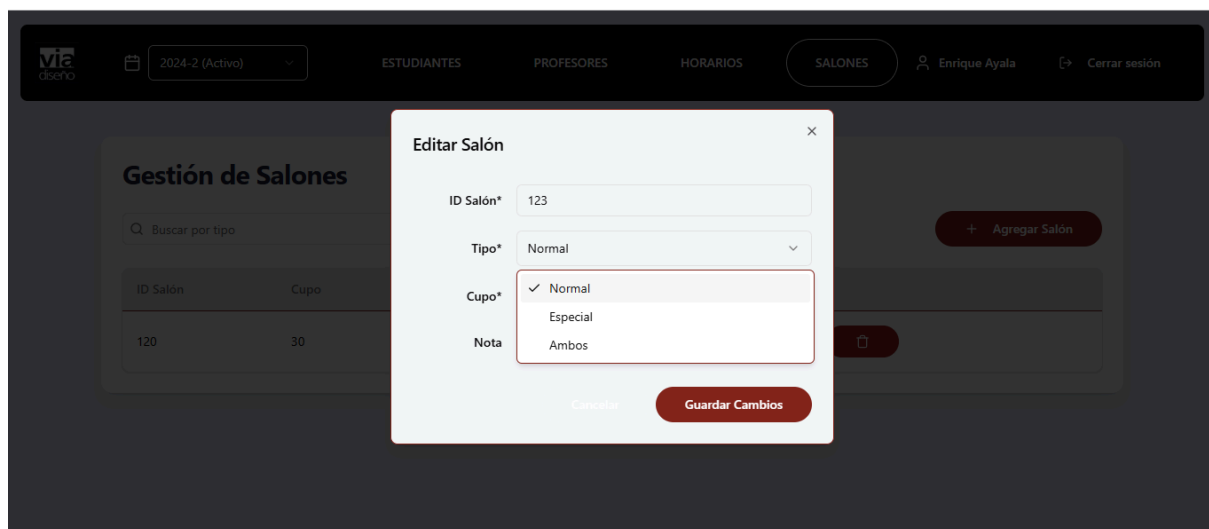 via
diseño
2024-2 (Activo)
ESTUDIANTES
PROFESORES
HORARIOS
SALONES
Enrique Ayala
Cerrar sesión
Editar Salón
Gestión de Salones
ID Salón*
123
Buscar por tipo
+ Agregar Salón
Tipo*
Normal
ID Salón
Cupo
Cupo*
Normal
Especial
120
30
Nota
Ambos
Cancelar
Guardar Cambios